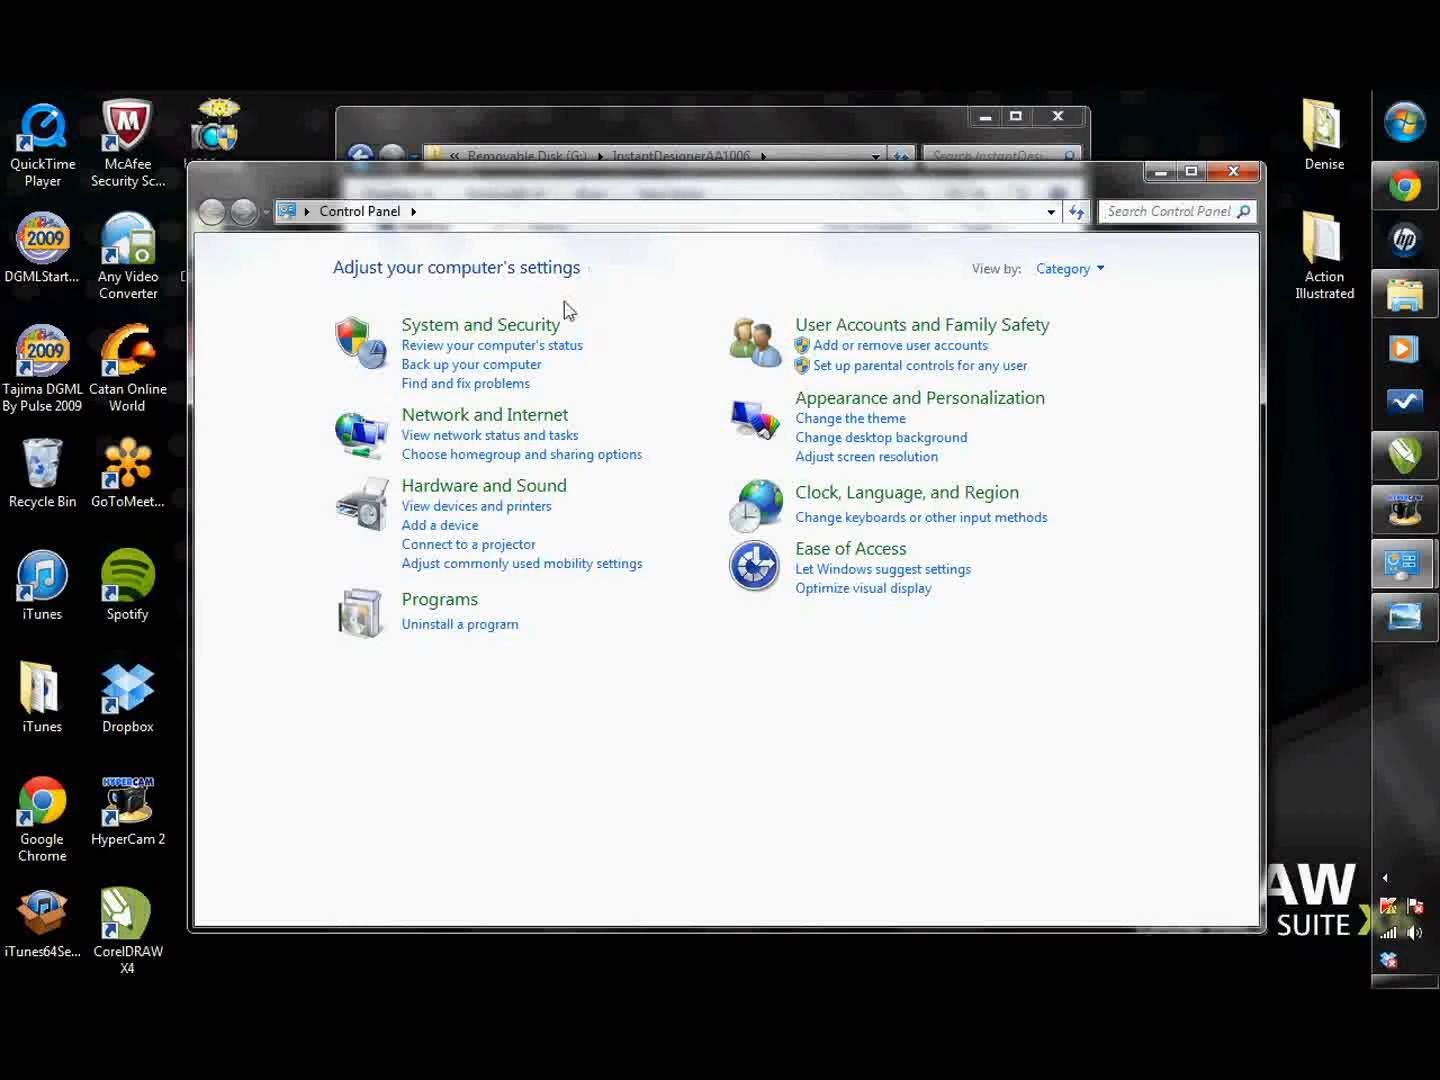 QuickTime
Player
McAfee
Security Sc...
DGMLStart...
Any Video
Converter
Tajima DGML
By Pulse 2009
Catan Online
World
Recycle Bin
GoToMeet...
iTunes
Spotify
iTunes
Dropbox
Google
Chrome
HYPERCAM
HyperCam 2
iTunes64Se...
CorelDRAW
X4
2009
2009
Removable Disk (G:)
InstantDesignerAA1006
Search InstantDesi...
Control Panel
Search Control Panel
Adjust your computer's settings
View by:
Category
System and Security
Review your computer's status
Back up your computer
Find and fix problems
Network and Internet
View network status and tasks
Choose homegroup and sharing options
Hardware and Sound
View devices and printers
Add a device
Connect to a projector
Adjust commonly used mobility settings
Programs
Uninstall a program
User Accounts and Family Safety
Add or remove user accounts
Set up parental controls for any user
Appearance and Personalization
Change the theme
Change desktop background
Adjust screen resolution
Clock, Language, and Region
Change keyboards or other input methods
Ease of Access
Let Windows suggest settings
Optimize visual display
Denise
Action
Illustrated
hp
AW
SUITE X